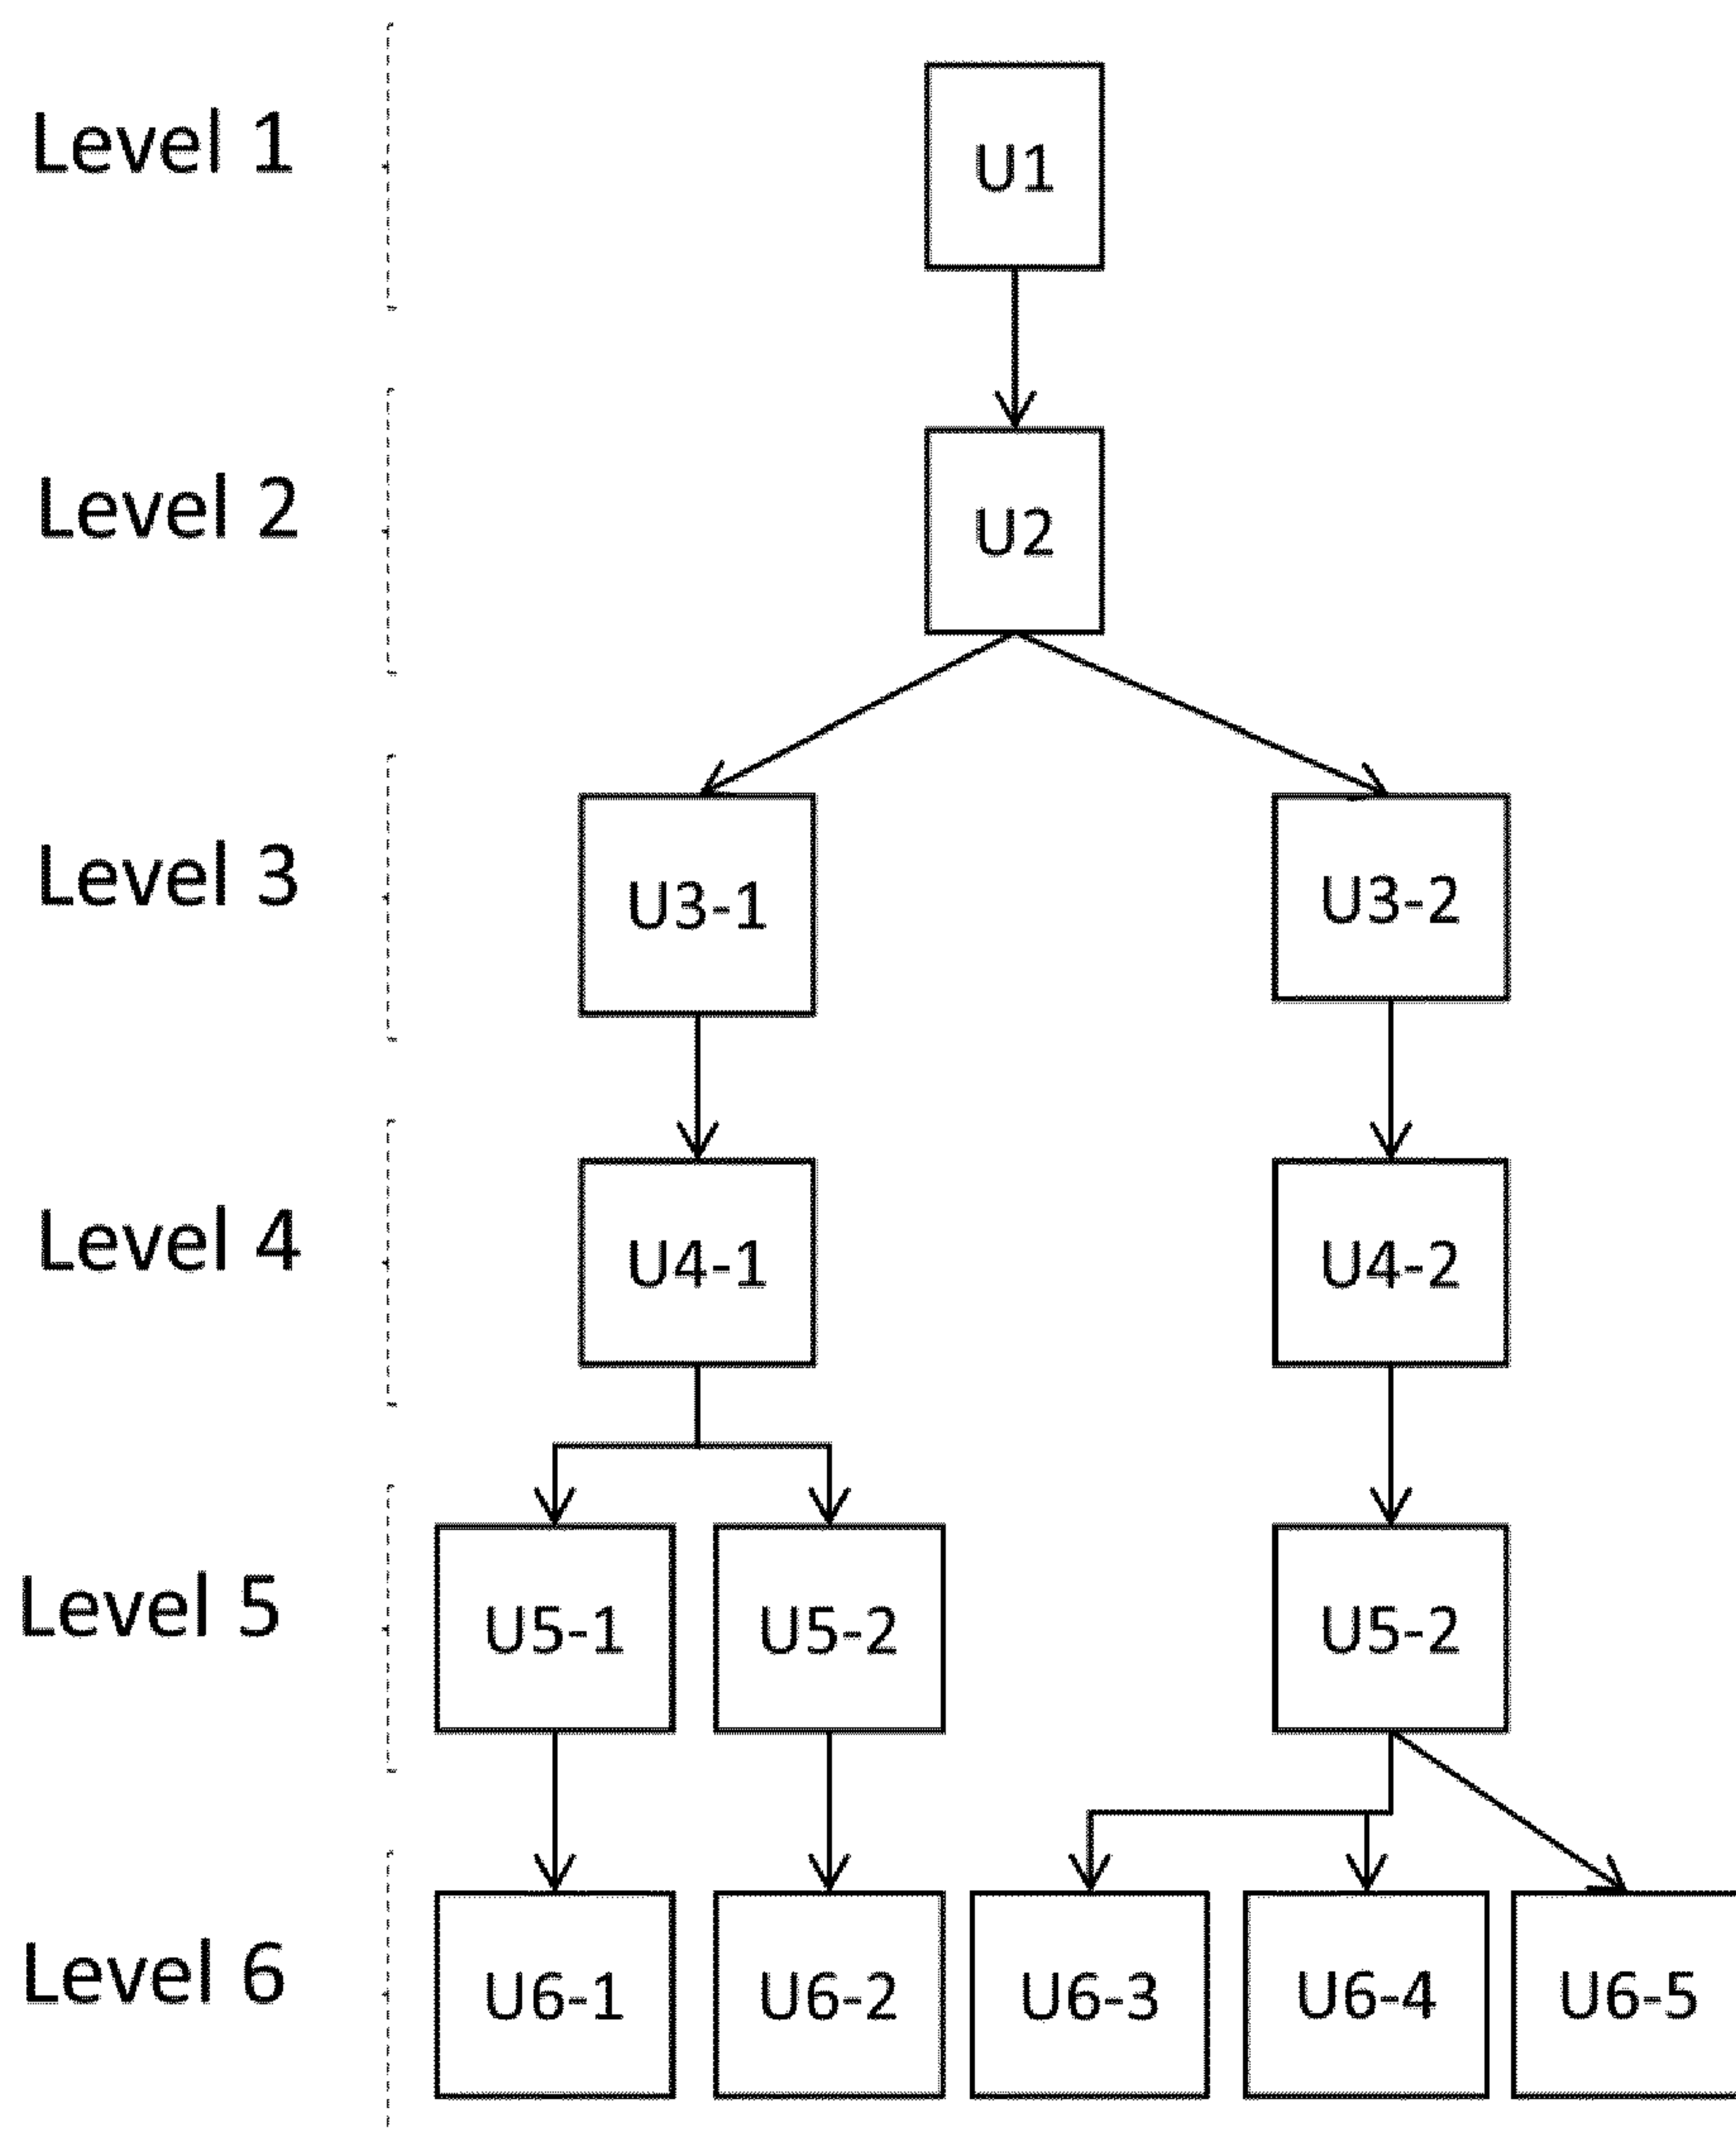 Level 1
U1
Level 2
U2
Level 3
U3-1
U3-2
Level 4
U4-1
U4-2
Level 5
U5-1
U5-2
U5-2
Level 6
U6-1
U6-2
U6-3
U6-4
U6-5